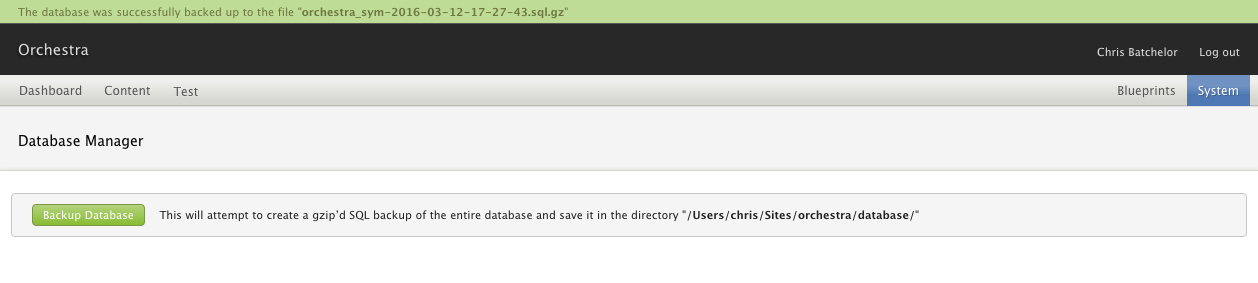 The database was successfully backed up to the file "orchestra_sym-2016-03-12-17-27-43.sql.gz"
Orchestra
Chris Batchelor Log out
Dashboard Content Test Blueprints System
Database Manager
Backup Database This will attempt to create a gzip'd SQL backup of the entire database and save it in the directory "/Users/chris/Sites/orchestra/database/"